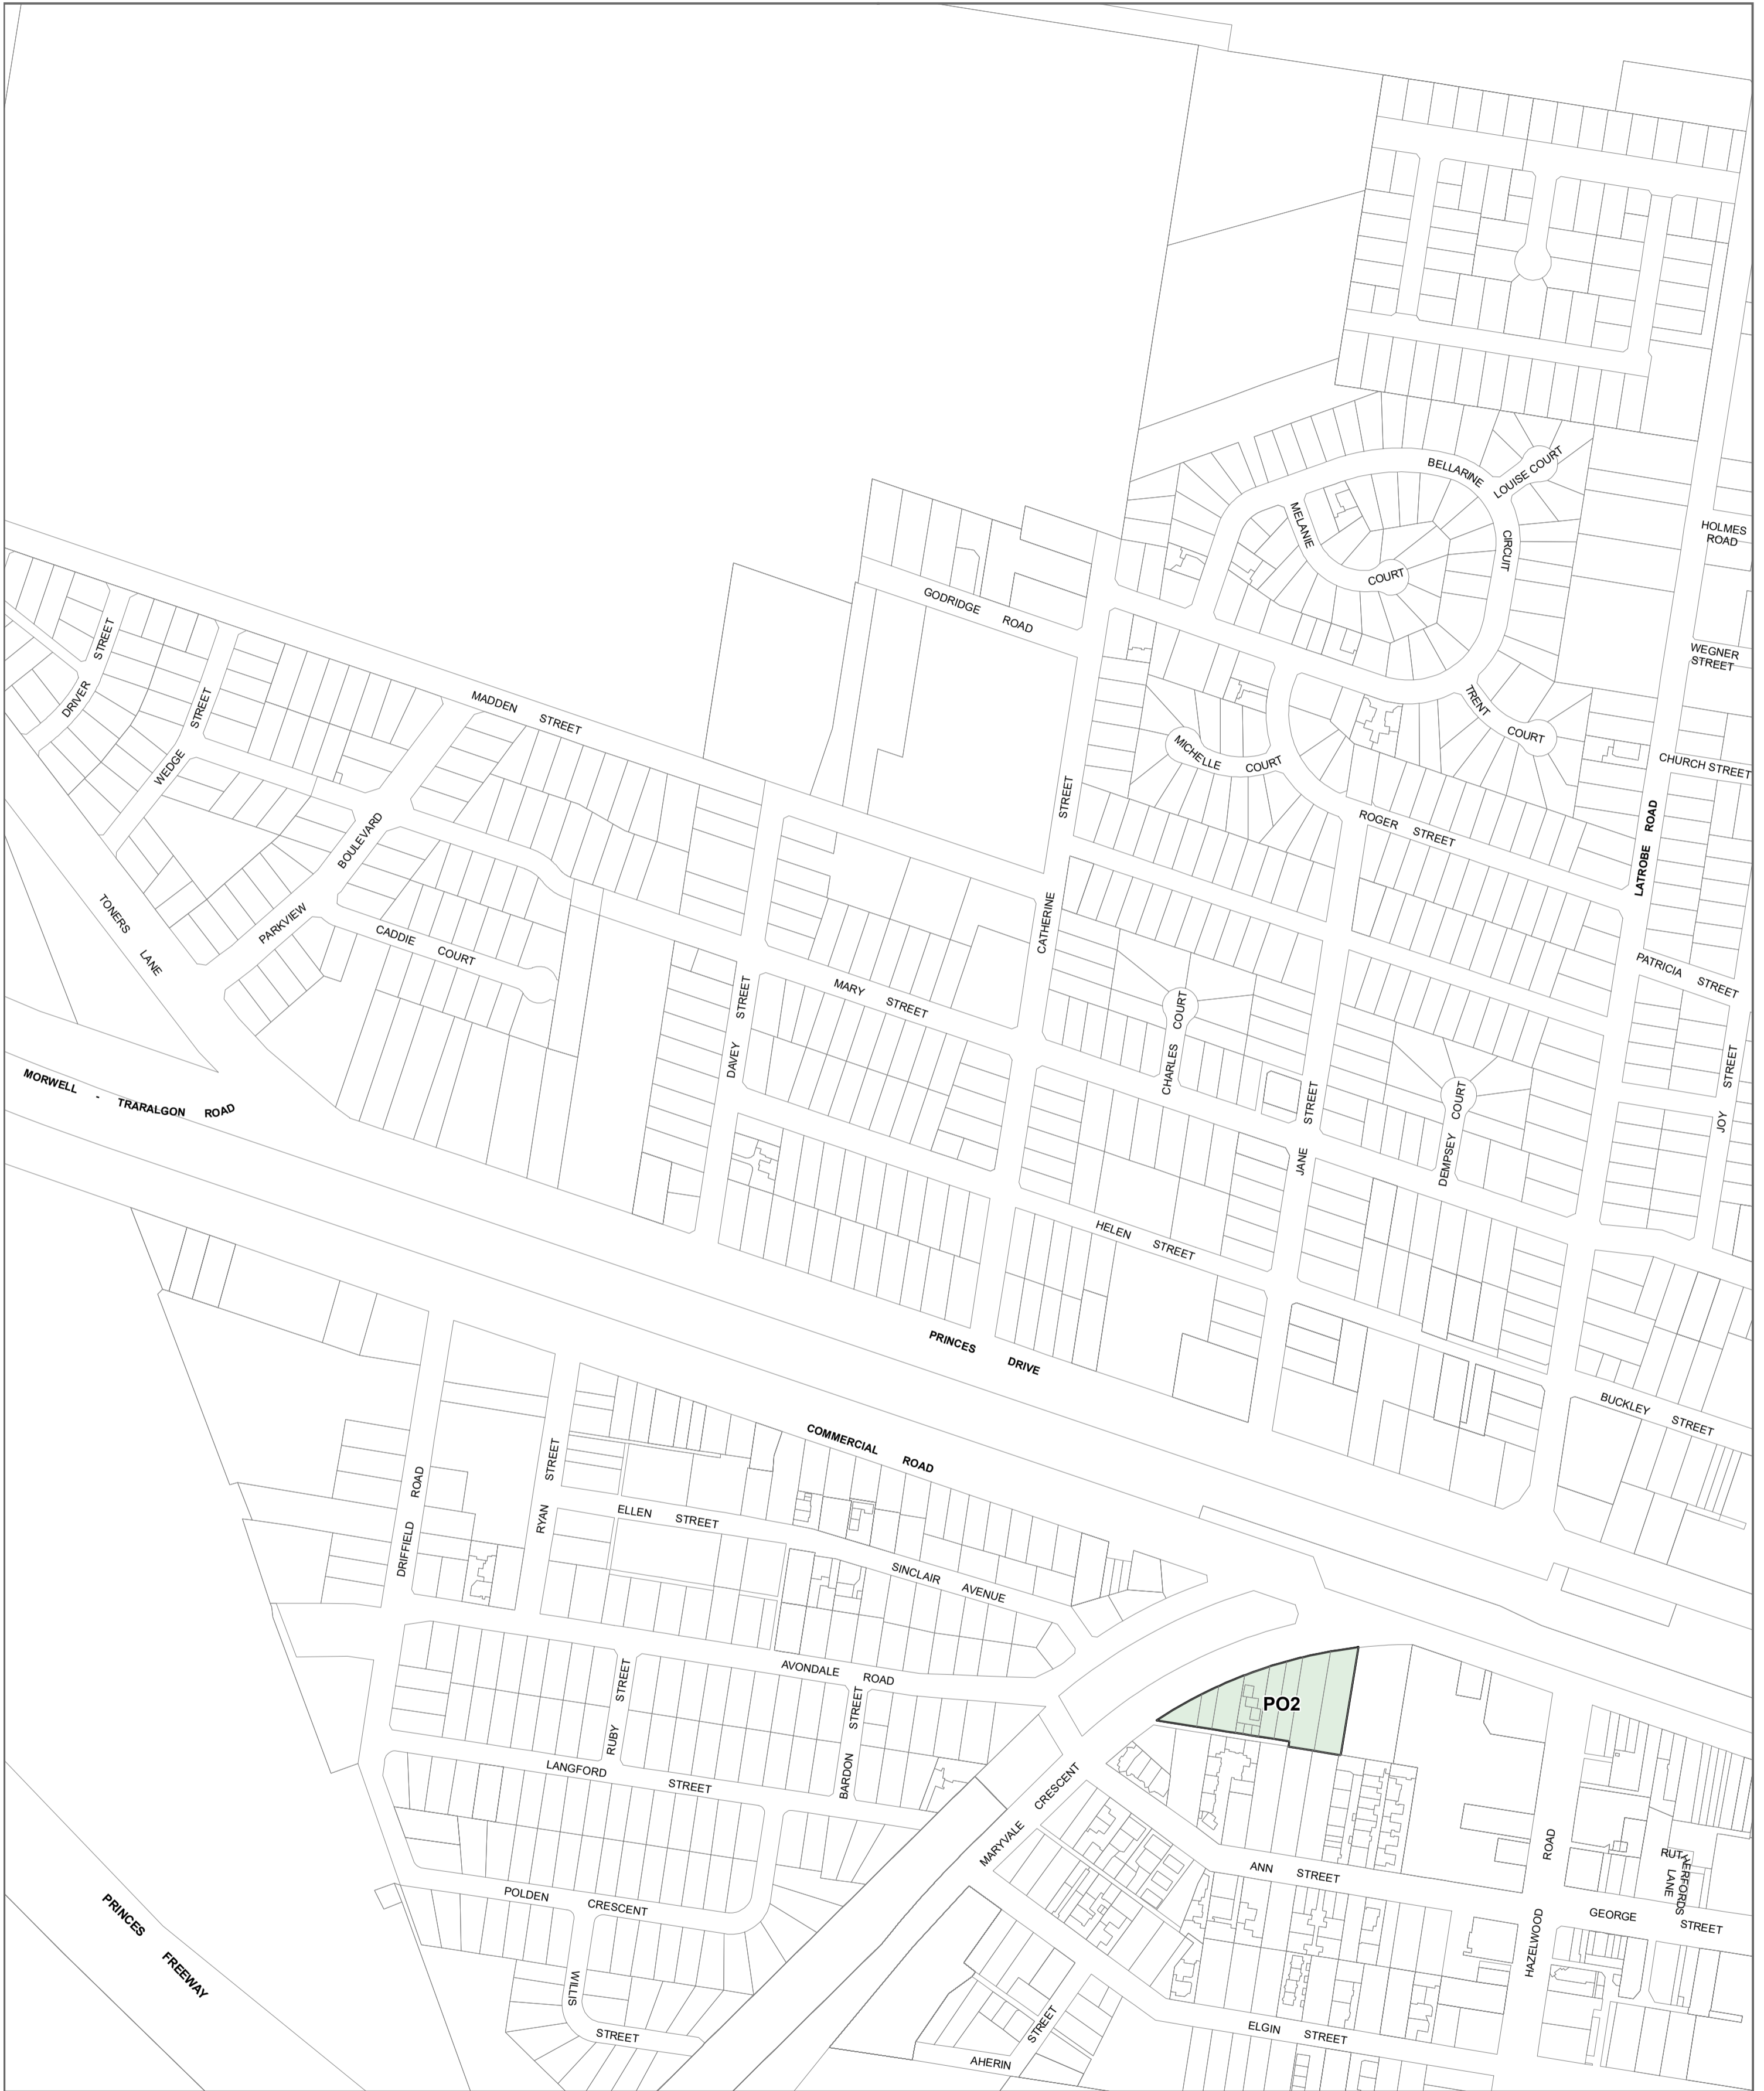 BELLARINE
LOUISE COURT
MELANIE
CIRCUIT
HOLMES
ROAD
COURT
GODRIDGE ROAD
STREET
DRIVER
WEGNER
STREET
MADDEN STREET
STREET
WEDGE
TRENT
COURT
MICHELLE COURT
CHURCH STREET
STREET
CATHERINE
ROGER STREET
LATROBE ROAD
BOULEVARD
PARKVIEW
TONERS LANE
CADDIE COURT
PATRICIA STREET
MARY STREET
STREET
DAVEY
CHARLES COURT
STREET
JANE
DEMPSEY COURT
STREET
JOY
MORWELL - TRARALGON ROAD
HELEN STREET
PRINCES DRIVE
BUCKLEY STREET
COMMERCIAL ROAD
DRIFFIELD ROAD
RYAN STREET
ELLEN STREET
SINCLAIR AVENUE
AVONDALE ROAD
RUBY STREET
BARDON STREET
PO2
LANGFORD STREET
MARYVALE CRESCENT
ANN STREET
ROAD
HAZELWOOD
RUTHERFORDS
LANE
GEORGE STREET
POLDEN CRESCENT
PRINCES FREEWAY
WILLIS
STREET
STREET
AHERIN
ELGIN STREET